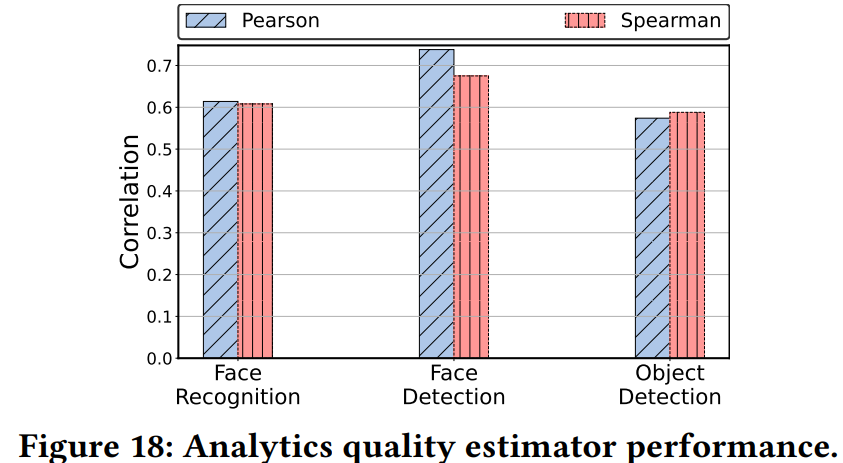 Pearson Spearman
Correlation
0.7
0.6
0.5
0.4
0.3
0.2
0.1
0.0
Face Recognition
Face Detection
Object Detection
Figure 18: Analytics quality estimator performance.